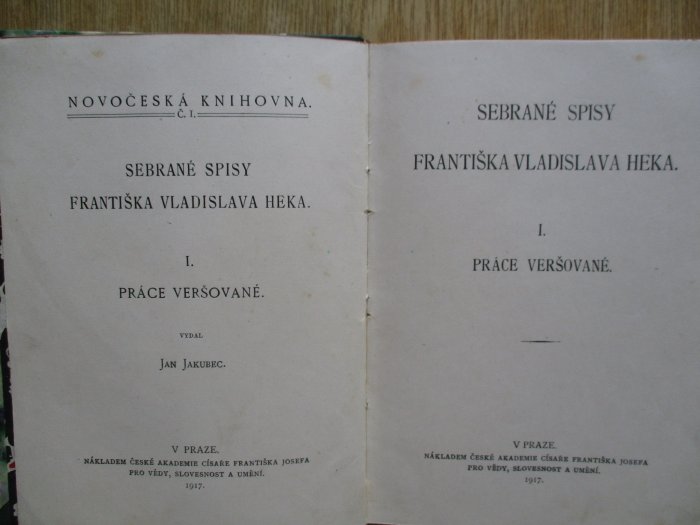 NOVOČESKÁ KNIHOVNA.
Č. I.
SEBRANÉ SPISY
FRANTIŠKA VLADISLAVA HEKA.
I.
PRÁCE VERŠOVANÉ.
VYDAL
JAN JAKUBEC.
V PRAZE.
NÁKLADEM ČESKÉ AKADEMIE CÍSAŘE FRANTIŠKA JOSEFA
PRO VĚDY, SLOVESNOST A UMĚNÍ.
1917.
SEBRANÉ SPISY
FRANTIŠKA VLADISLAVA HEKA.
I.
PRÁCE VERŠOVANÉ.
V PRAZE.
NÁKLADEM ČESKÉ AKADEMIE CÍSAŘE FRANTIŠKA JOSEFA
PRO VĚDY, SLOVESNOST A UMĚNÍ.
1917.